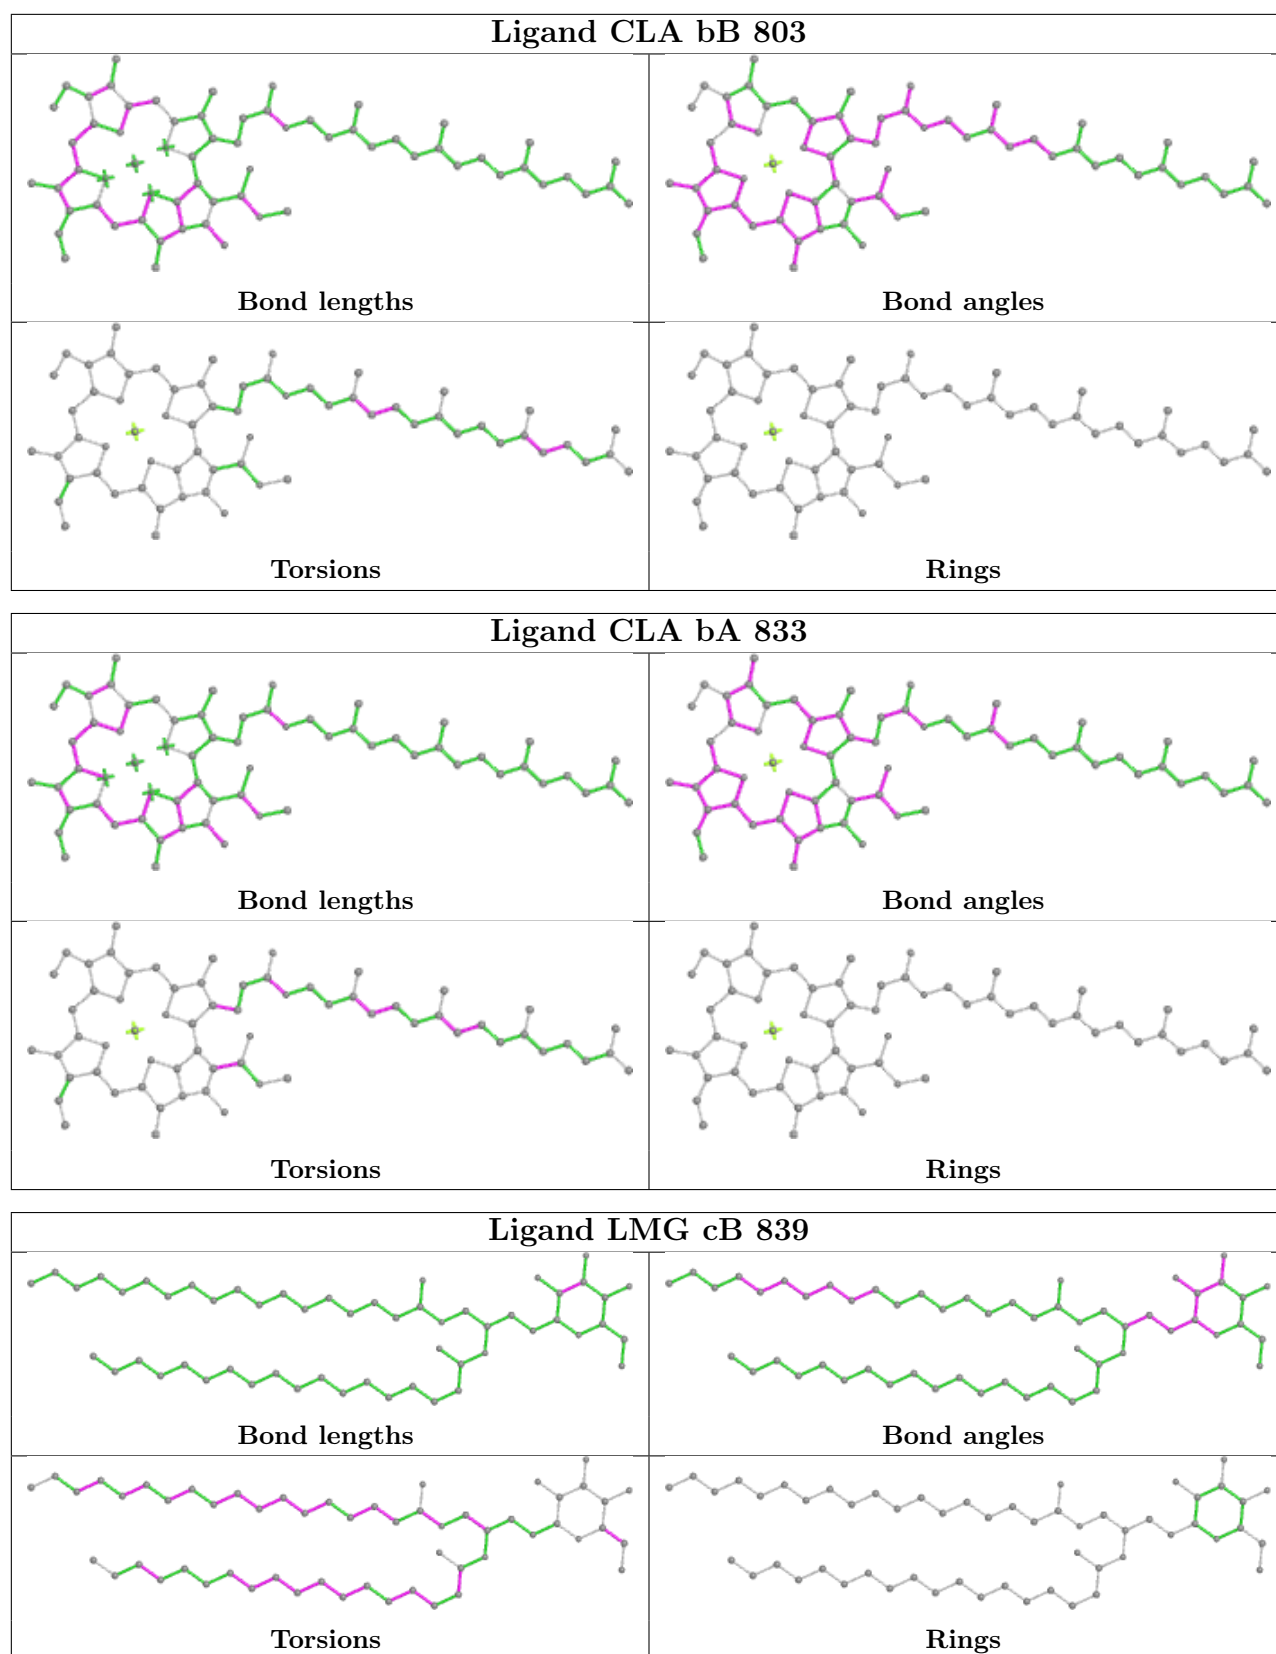 Ligand CLA bB 803
Bond lengths
Bond angles
Torsions
Rings
Ligand CLA bA 833
Bond lengths
Bond angles
Torsions
Rings
Ligand LMG cB 839
Bond lengths
Bond angles
Torsions
Rings